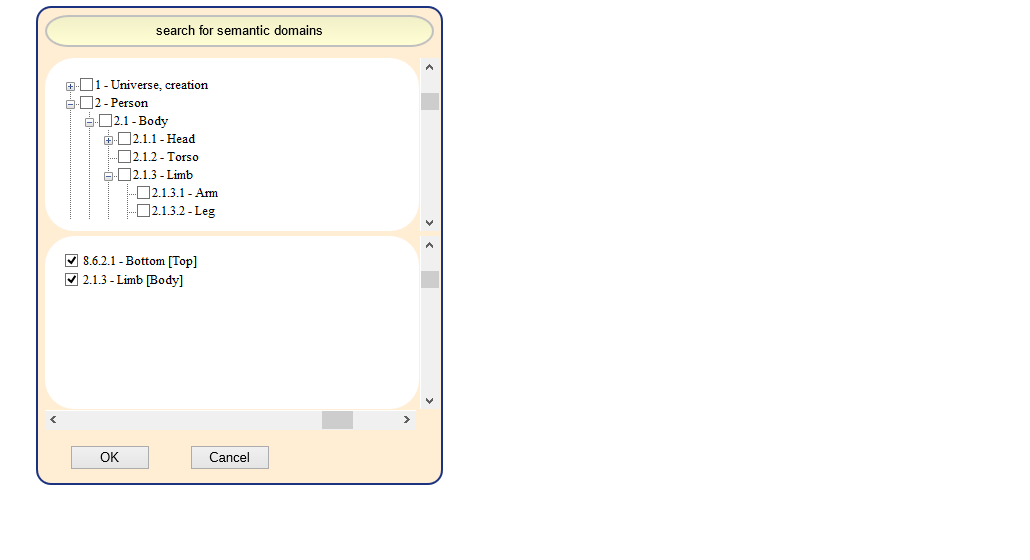 search for semantic domains
1 - Universe, creation
2 - Person
2.1 - Body
2.1.1 - Head
2.1.2 - Torso
2.1.3 - Limb
2.1.3.1 - Arm
2.1.3.2 - Leg
8.6.2.1 - Bottom [Top]
2.1.3 - Limb [Body]
OK Cancel